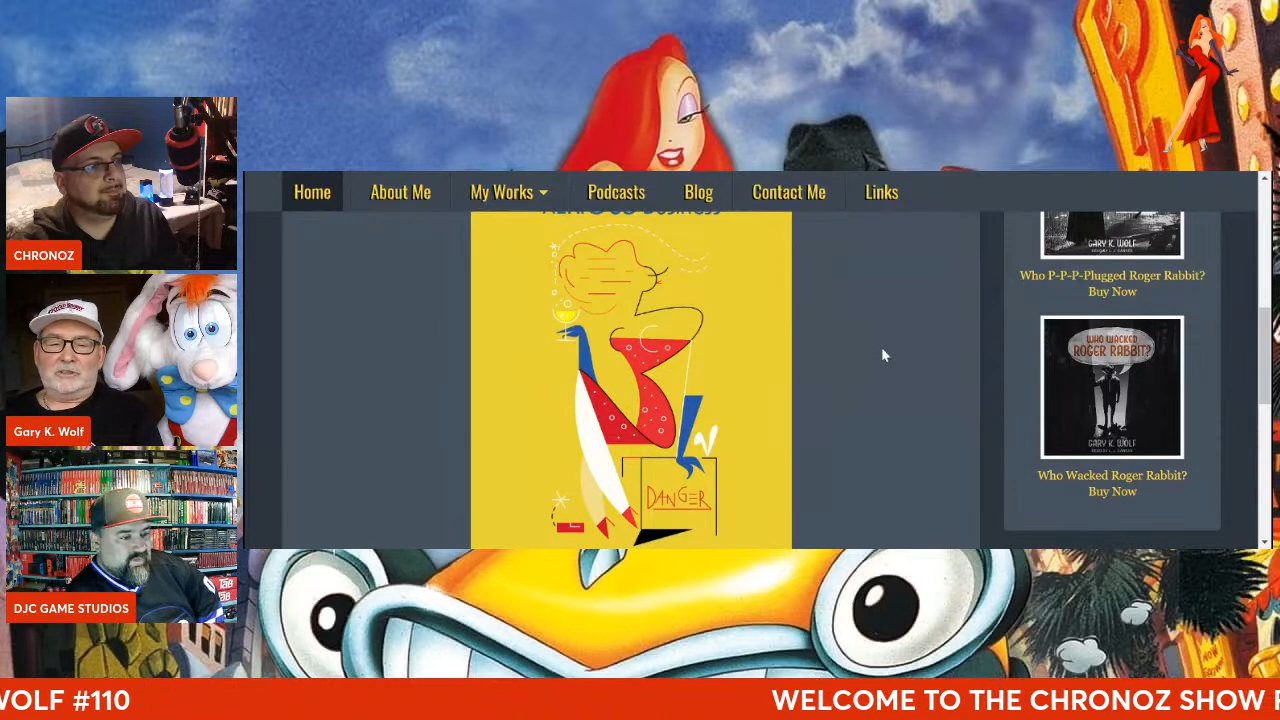 Home About Me My Works Podcasts Blog Contact Me Links
CHRONOZ
Gary K. Wolf
DJC GAME STUDIOS
DANGER
GARY K. WOLF
Who P-P-P-Plugged Roger Rabbit?
Buy Now
WHO WACKED
ROGER RABBIT?
GARY K. WOLF
Who Wacked Roger Rabbit?
Buy Now
WOLF #110
WELCOME TO THE CHRONOZ SHOW